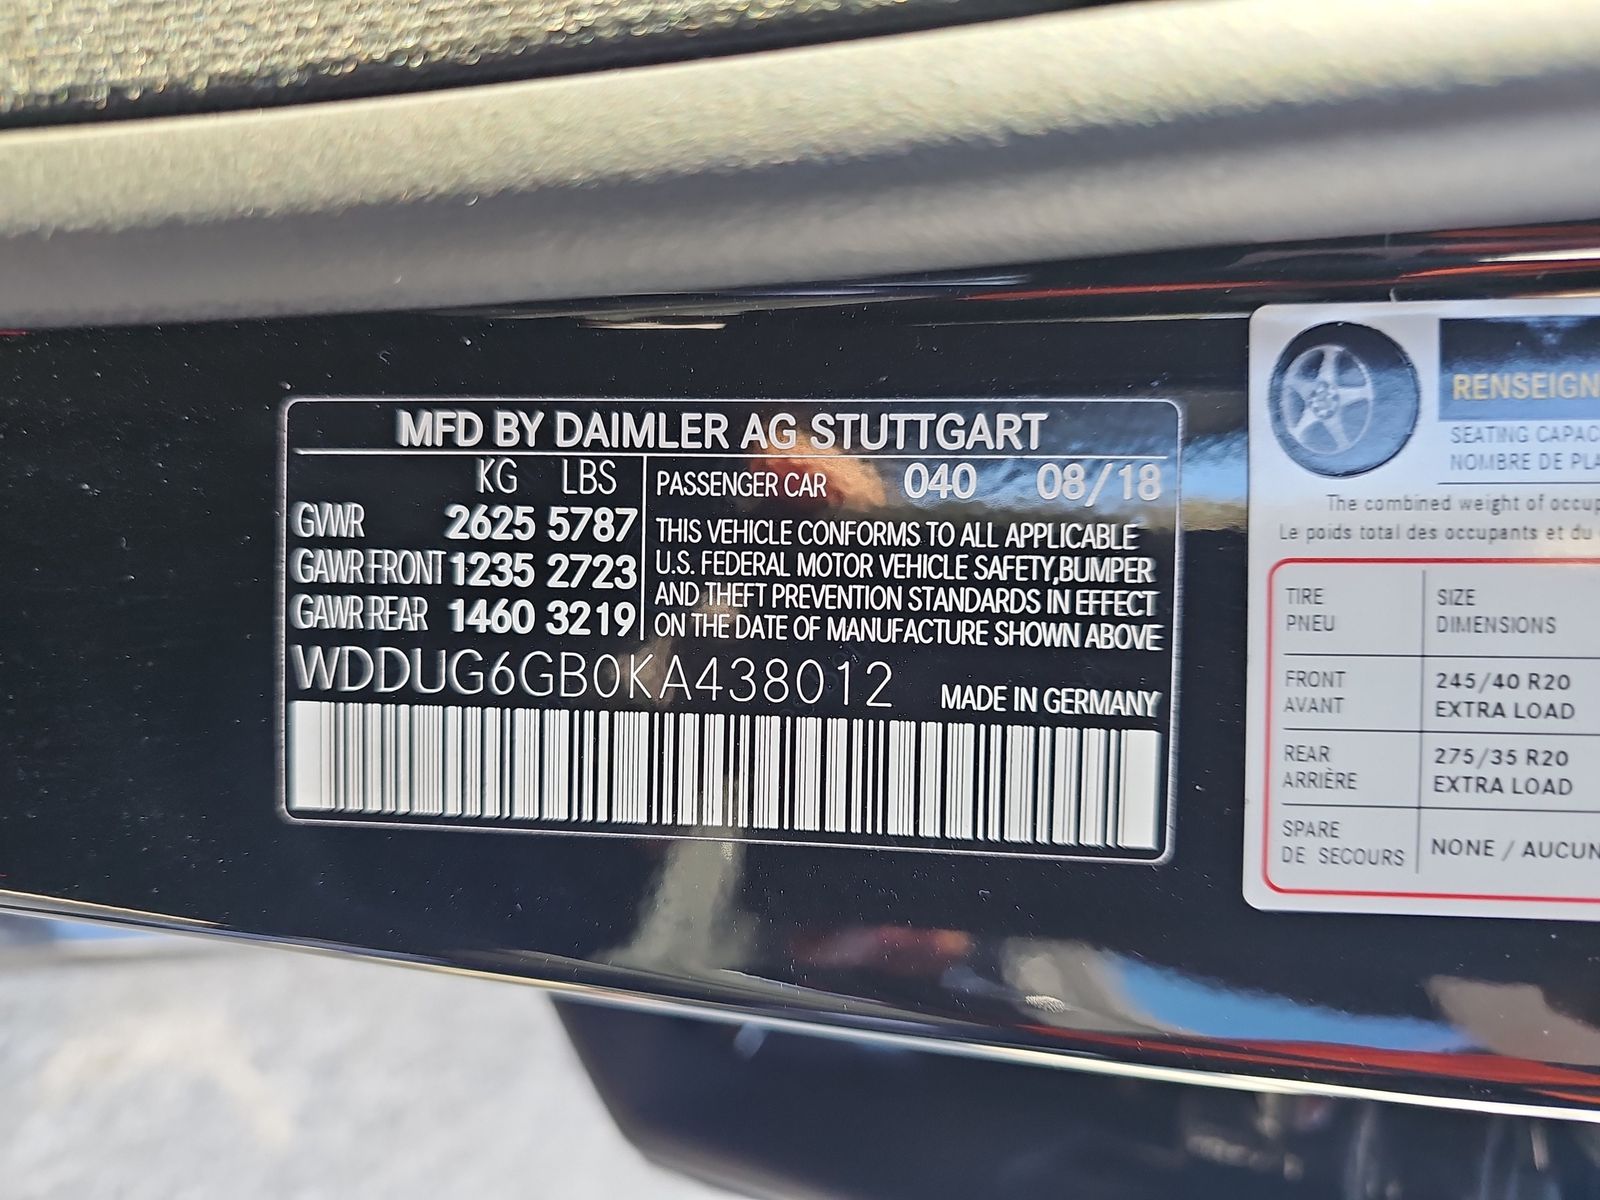 MFD BY DAIMLER AG STUTTGART
KG LBS
GVWR 2625 5787
GAWR FRONT 1235 2723
GAWR REAR 1460 3219
PASSENGER CAR 040 08/18
THIS VEHICLE CONFORMS TO ALL APPLICABLE
U.S. FEDERAL MOTOR VEHICLE SAFETY,BUMPER
AND THEFT PREVENTION STANDARDS IN EFFECT
ON THE DATE OF MANUFACTURE SHOWN ABOVE
WDDUG6GB0KA438012
MADE IN GERMANY
RENSEIGN
SEATING CAPAC
NOMBRE DE PLA
The combined weight of occup
Le poids total des occupants et du
TIRE SIZE
PNEU DIMENSIONS
FRONT 245/40 R20
AVANT EXTRA LOAD
REAR 275/35 R20
ARRIÈRE EXTRA LOAD
SPARE
DE SECOURS
NONE / AUCUN